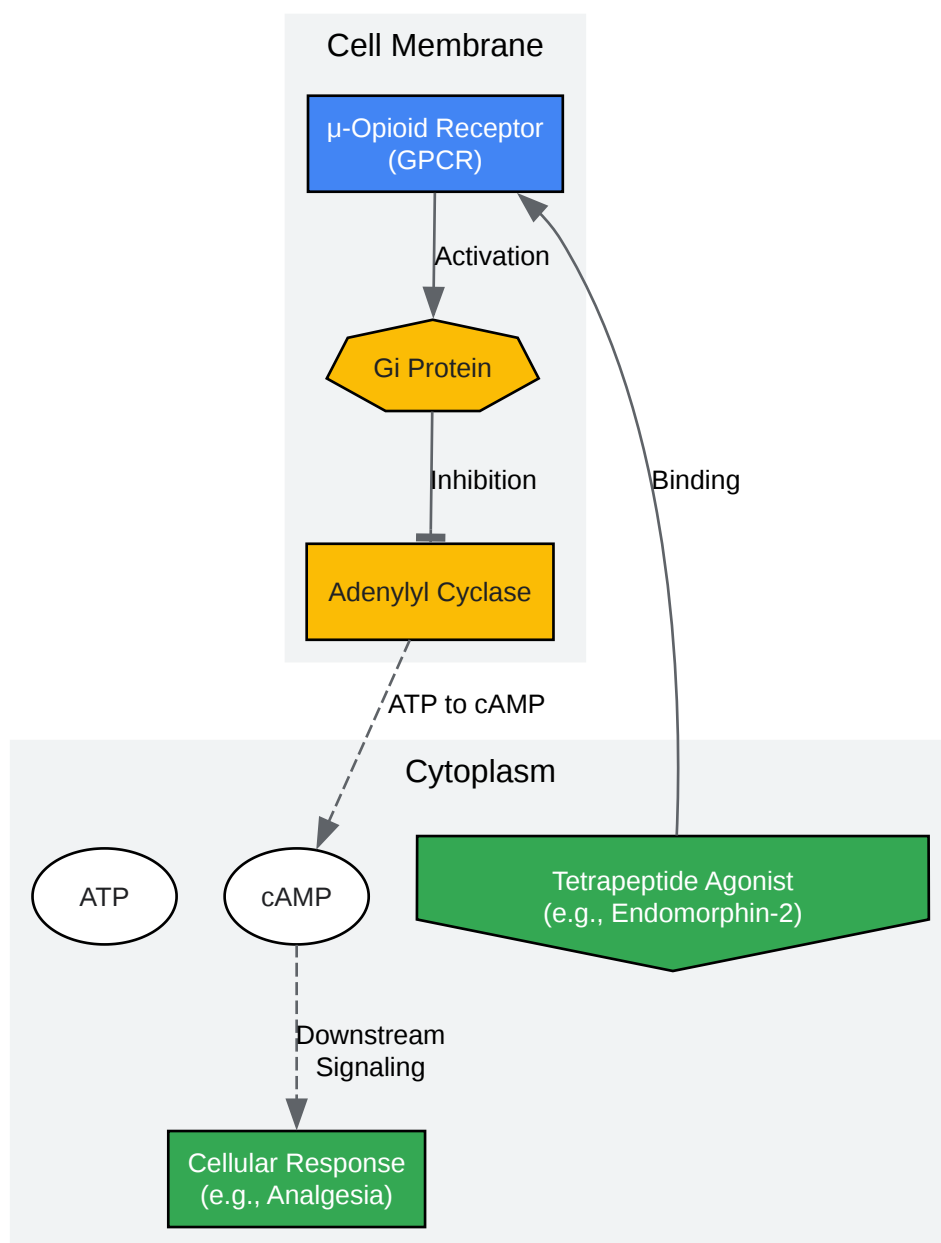 Cell Membrane
μ-Opioid Receptor
(GPCR)
Activation
Gi Protein
Inhibition
Binding
Adenylyl Cyclase
ATP to cAMP
Cytoplasm
ATP
cAMP
Tetrapeptide Agonist
(e.g., Endomorphin-2)
Downstream
Signaling
Cellular Response
(e.g., Analgesia)